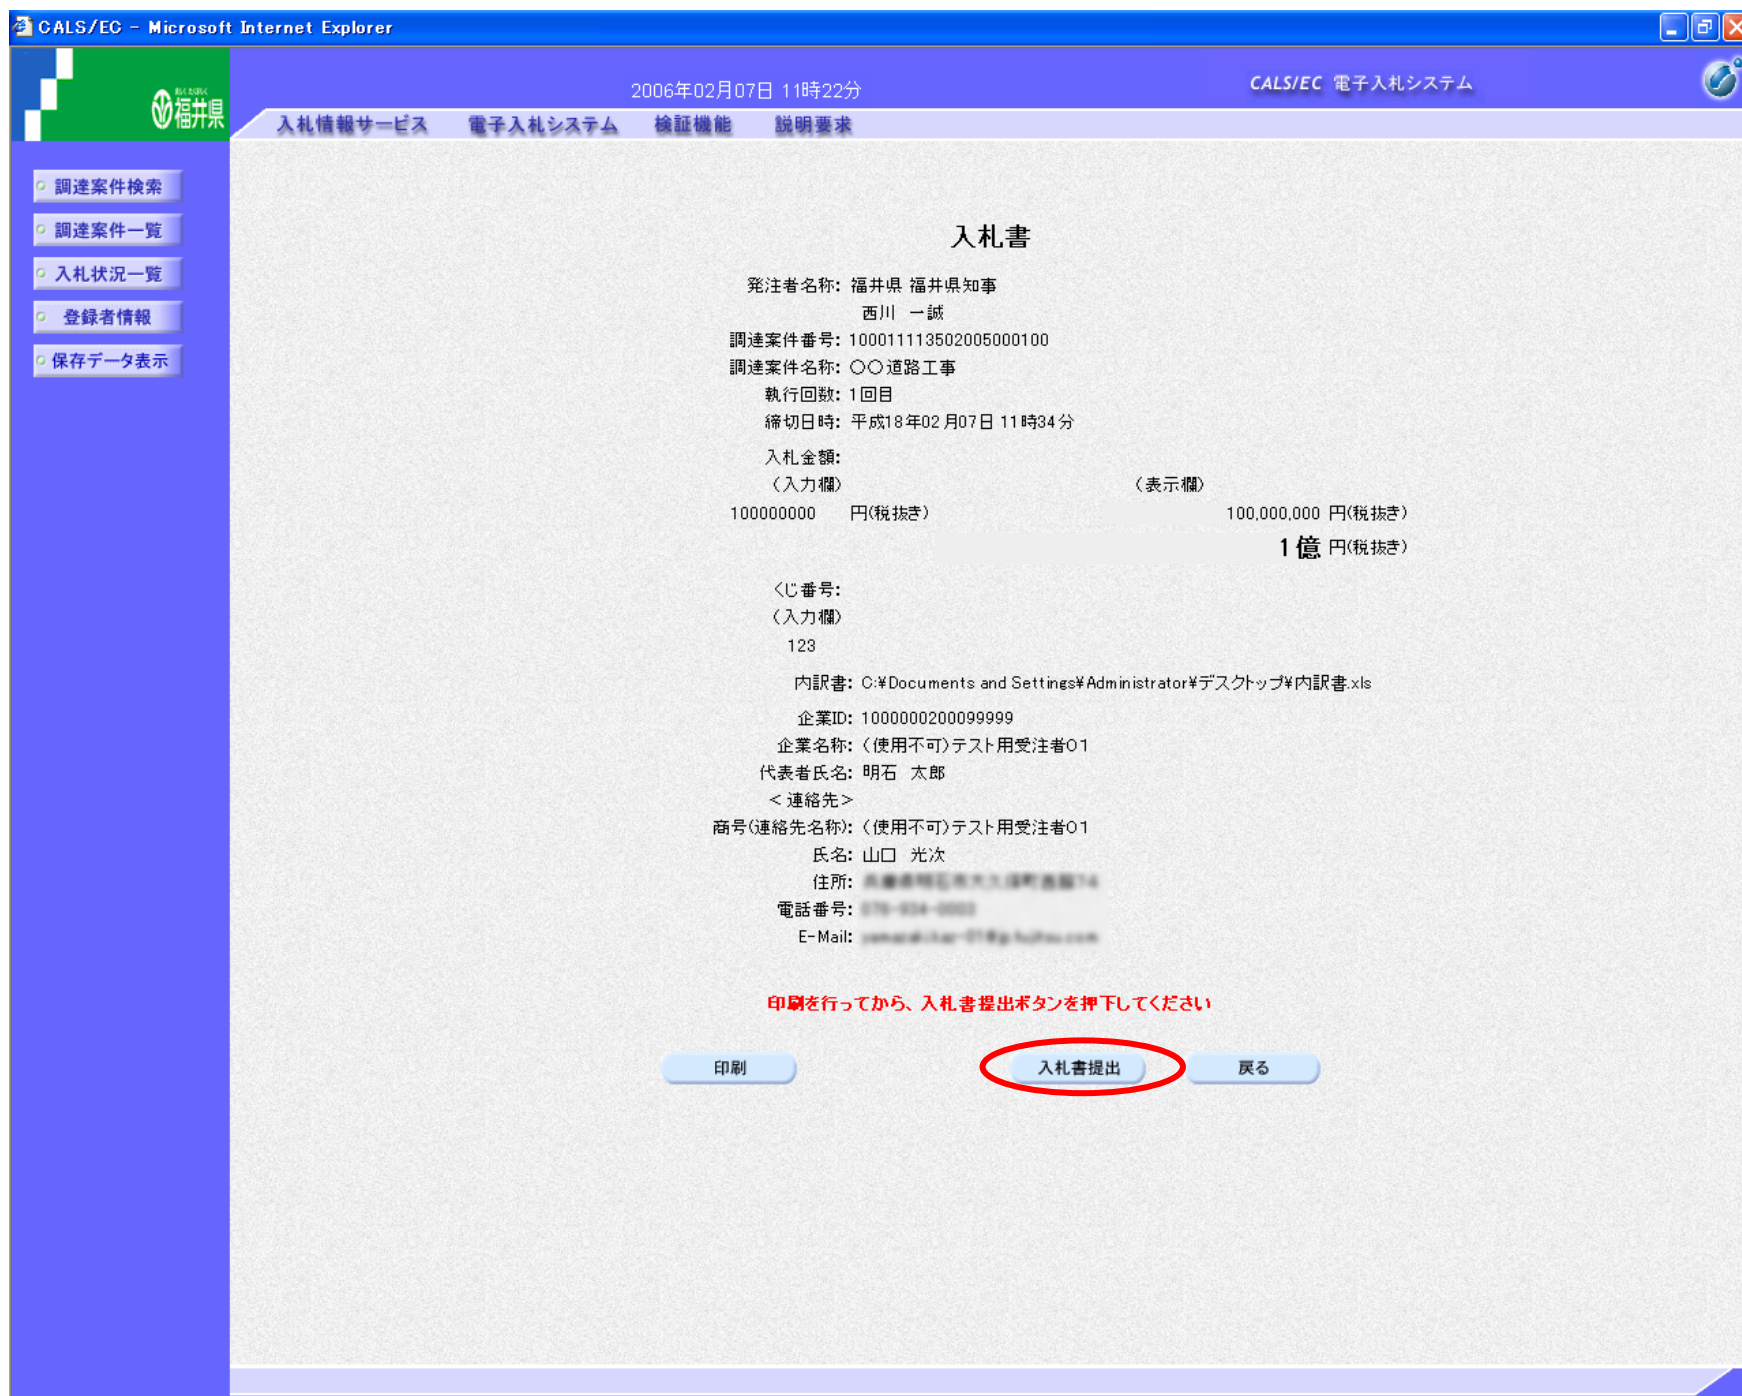 CALS/EC - Microsoft Internet Explorer
福井県
2006年02月07日 11時22分
CALS/EC 電子入札システム
入札情報サービス 電子入札システム 検証機能 説明要求
調達案件検索
調達案件一覧
入札状況一覧
登録者情報
保存データ表示
入札書
発注者名称: 福井県 福井県知事
西川 一誠
調達案件番号: 100011113502005000100
調達案件名称: 〇〇道路工事
執行回数: 1回目
締切日時: 平成18年02月07日 11時34分
入札金額:
(入力欄) (表示欄)
100000000 円(税抜き) 100,000,000 円(税抜き)
1億 円(税抜き)
くじ番号:
(入力欄)
123
内訳書: C:¥Documents and Settings¥Administrator¥デスクトップ¥内訳書.xls
企業ID: 1000000200099999
企業名称: (使用不可)テスト用受注者01
代表者氏名: 明石 太郎
<連絡先>
商号(連絡先名称): (使用不可)テスト用受注者01
氏名: 山口 光次
住所:
電話番号:
E-Mail:
印刷を行ってから、入札書提出ボタンを押下してください
印刷 入札書提出 戻る